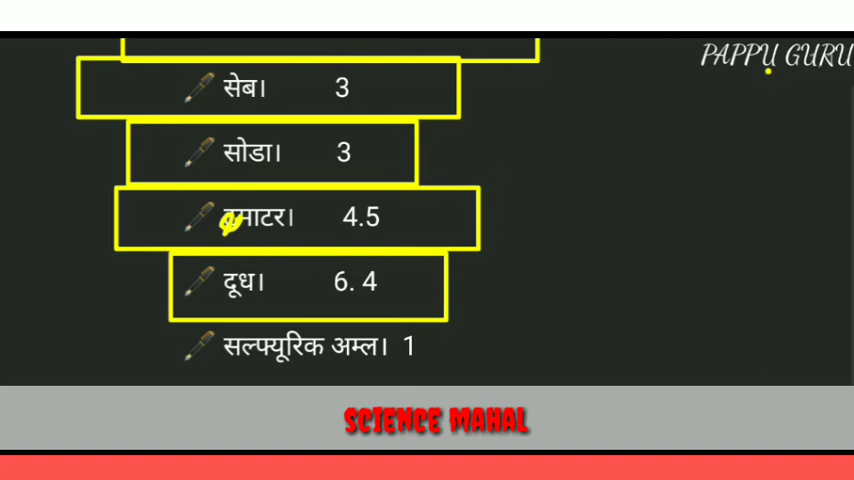 PAPPU GURU
सेब। 3
सोडा। 3
टमाटर। 4.5
दूध। 6. 4
सल्फ्यूरिक अम्ल। 1
SCIENCE MAHAL